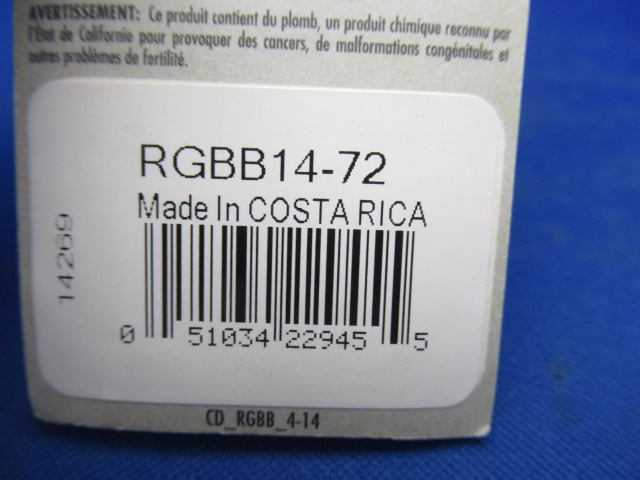 AVERTISSEMENT: Ce produit contient du plomb, un produit chimique reconnu par
l'État de Californie pour provoquer des cancers, de malformations congénitales et
autres problèmes de fertilité.
RGBB14-72
Made In COSTA RICA
14269
0 51034 22945 5
CD_RGBB_4-14